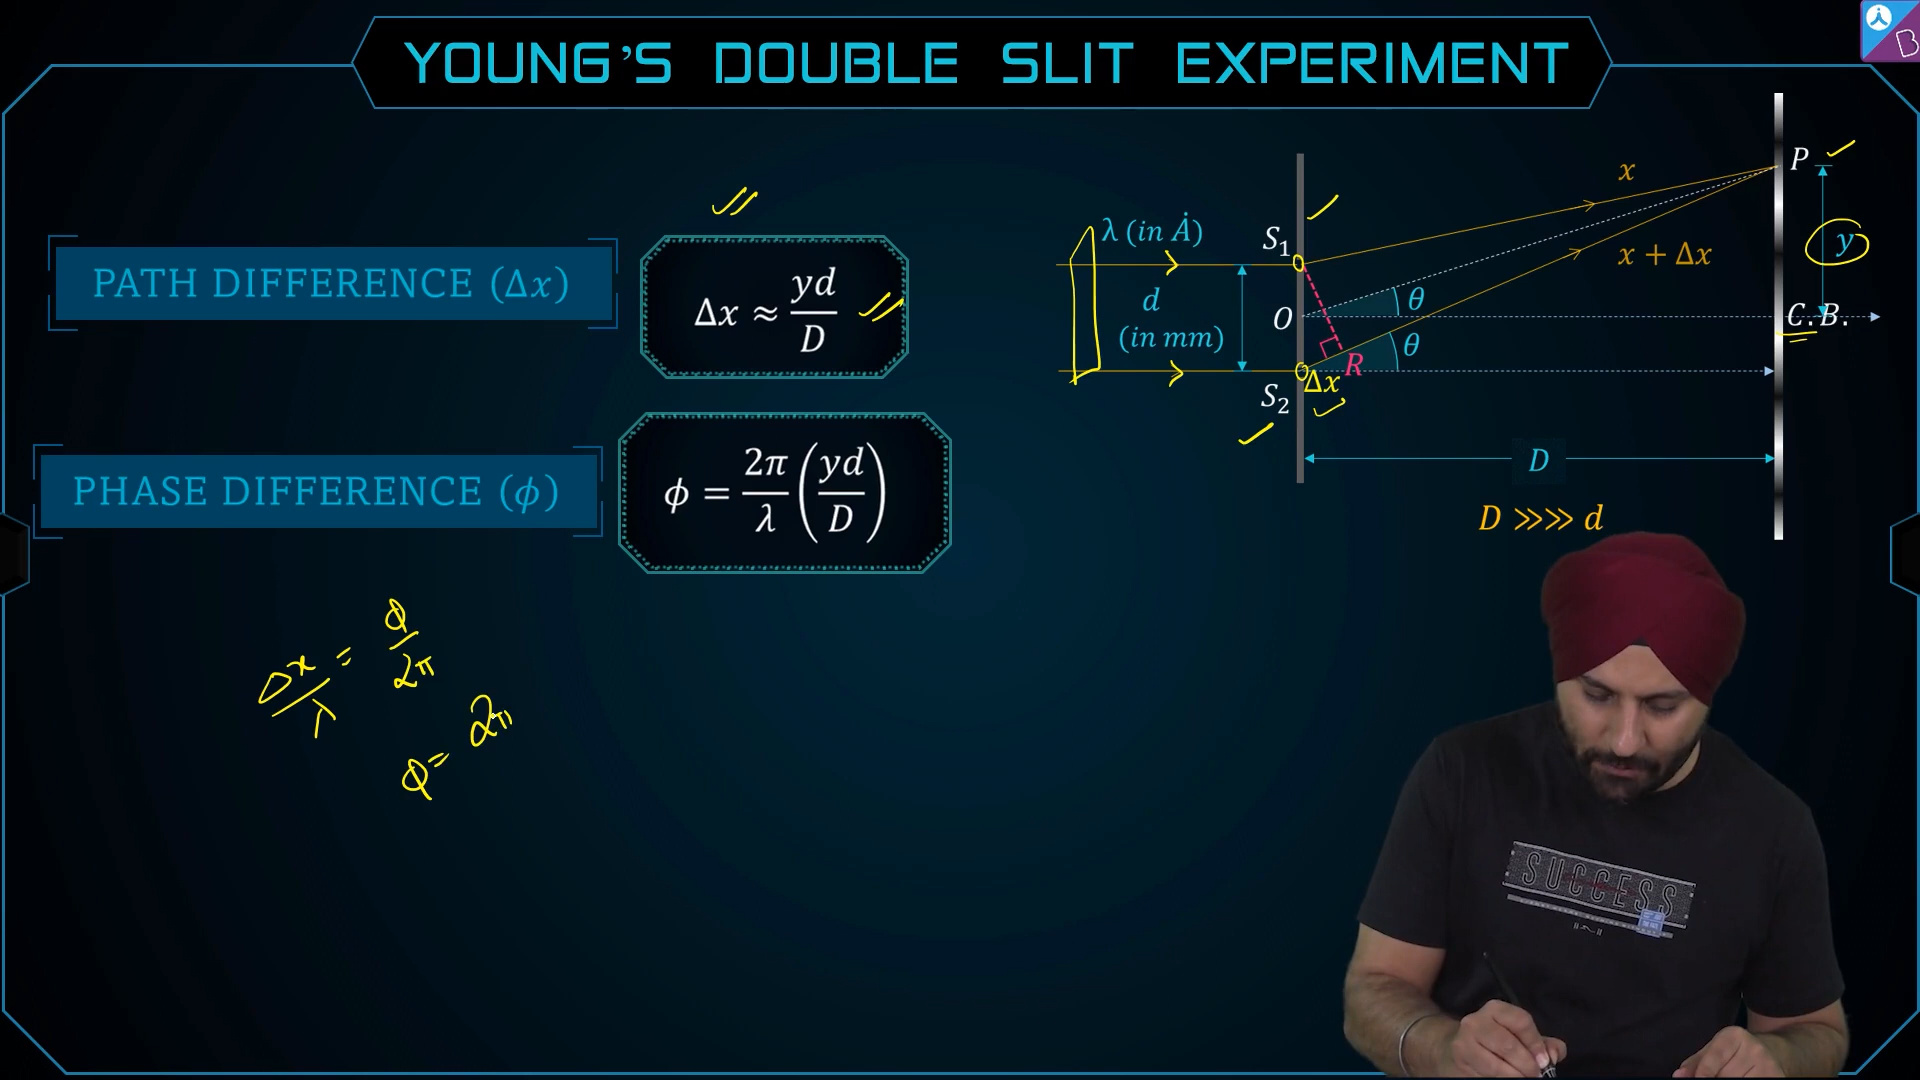 YOUNG'S DOUBLE SLIT EXPERIMENT
B
PATH DIFFERENCE (Δx)
Δx ≈ yd/D
PHASE DIFFERENCE (ϕ)
ϕ = 2π/λ (yd/D)
Δx/λ = ϕ/2π
ϕ = 2π
λ (in Å)
d
(in mm)
S₁
O
S₂
Δx
R
θ
θ
x
x + Δx
P
y
C.B.
D
D ⋙> d
SUCCESS